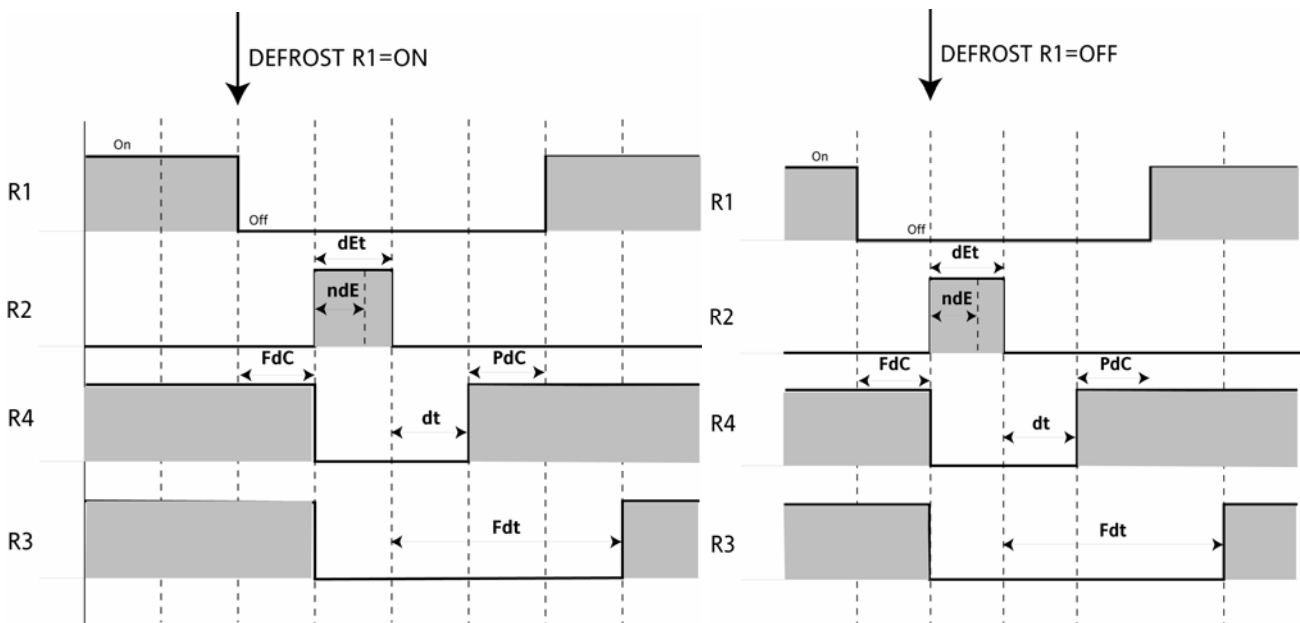 DEFROST R1=ON
On
R1
Off
dEt
ndE
R2
FdC
PdC
R4
dt
Fdt
R3
DEFROST R1=OFF
On
R1
Off
dEt
ndE
R2
FdC
PdC
R4
dt
Fdt
R3